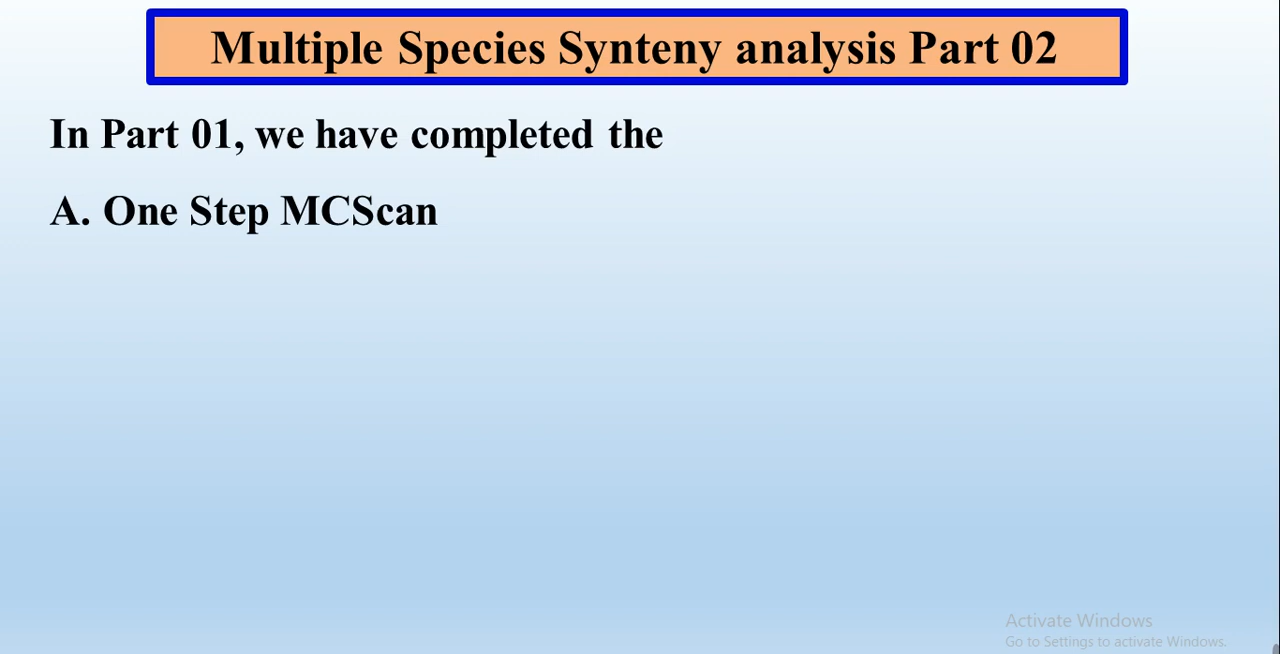 Multiple Species Synteny analysis Part 02
In Part 01, we have completed the
A. One Step MCScan
Activate Windows
Go to Settings to activate Windows.